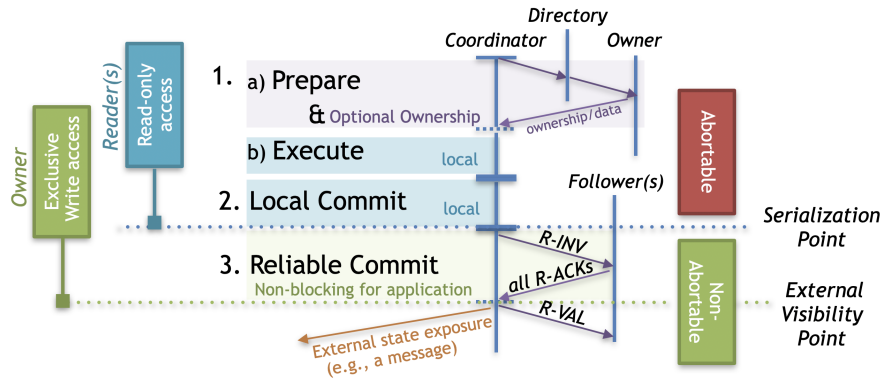 Directory
Coordinator
Owner
Owner
Exclusive
Write access
Reader(s)
Read-only
access
1. a) Prepare
& Optional Ownership
ownership/data
b) Execute
local
2. Local Commit
local
Follower(s)
Abortable
Serialization
Point
3. Reliable Commit
Non-blocking for application
R-INV
all R-ACKs
R-VAL
Non-
Abortable
External
Visibility
Point
External state exposure
(e.g., a message)